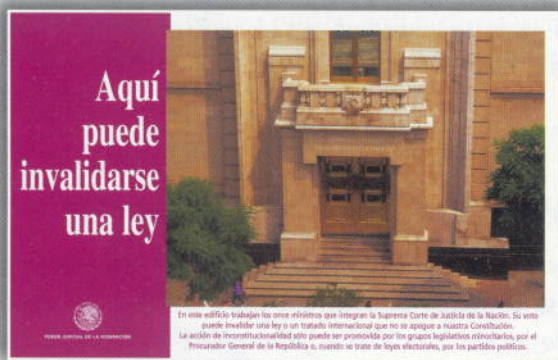 Aquí
puede
invalidarse
una ley
PODER JUDICIAL DE LA FEDERACIÓN
En este edificio trabajan los once ministros que integran la Suprema Corte de Justicia de la Nación. Su voto
puede invalidar una ley o un tratado internacional que no se apegue a nuestra Constitución.
La acción de inconstitucionalidad sólo puede ser promovida por los grupos legislativos minoritarios, por el
Procurador General de la República o, cuando se trate de leyes electorales, por los partidos políticos.